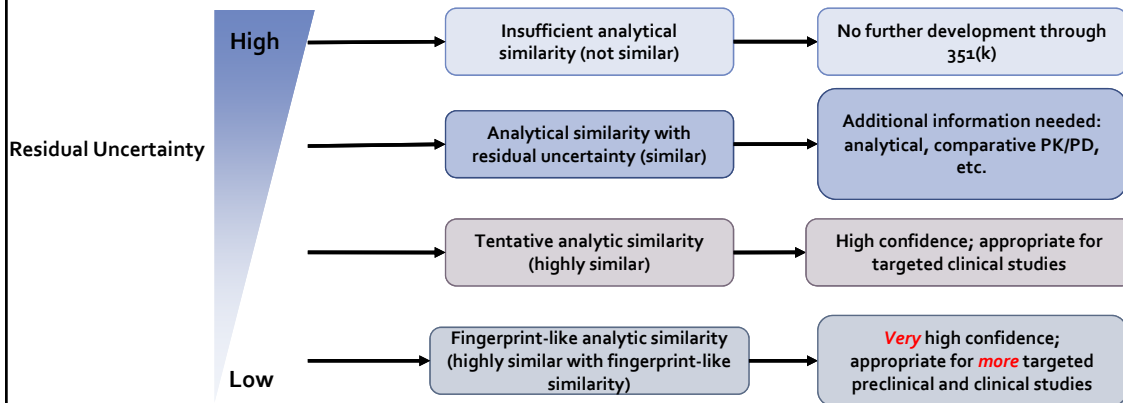 High
Insufficient analytical
similarity (not similar)
No further development through
351(k)
Residual Uncertainty
Analytical similarity with
residual uncertainty (similar)
Additional information needed:
analytical, comparative PK/PD,
etc.
Tentative analytic similarity
(highly similar)
High confidence; appropriate for
targeted clinical studies
Low
Fingerprint-like analytic similarity
(highly similar with fingerprint-like
similarity)
Very high confidence;
appropriate for more targeted
preclinical and clinical studies